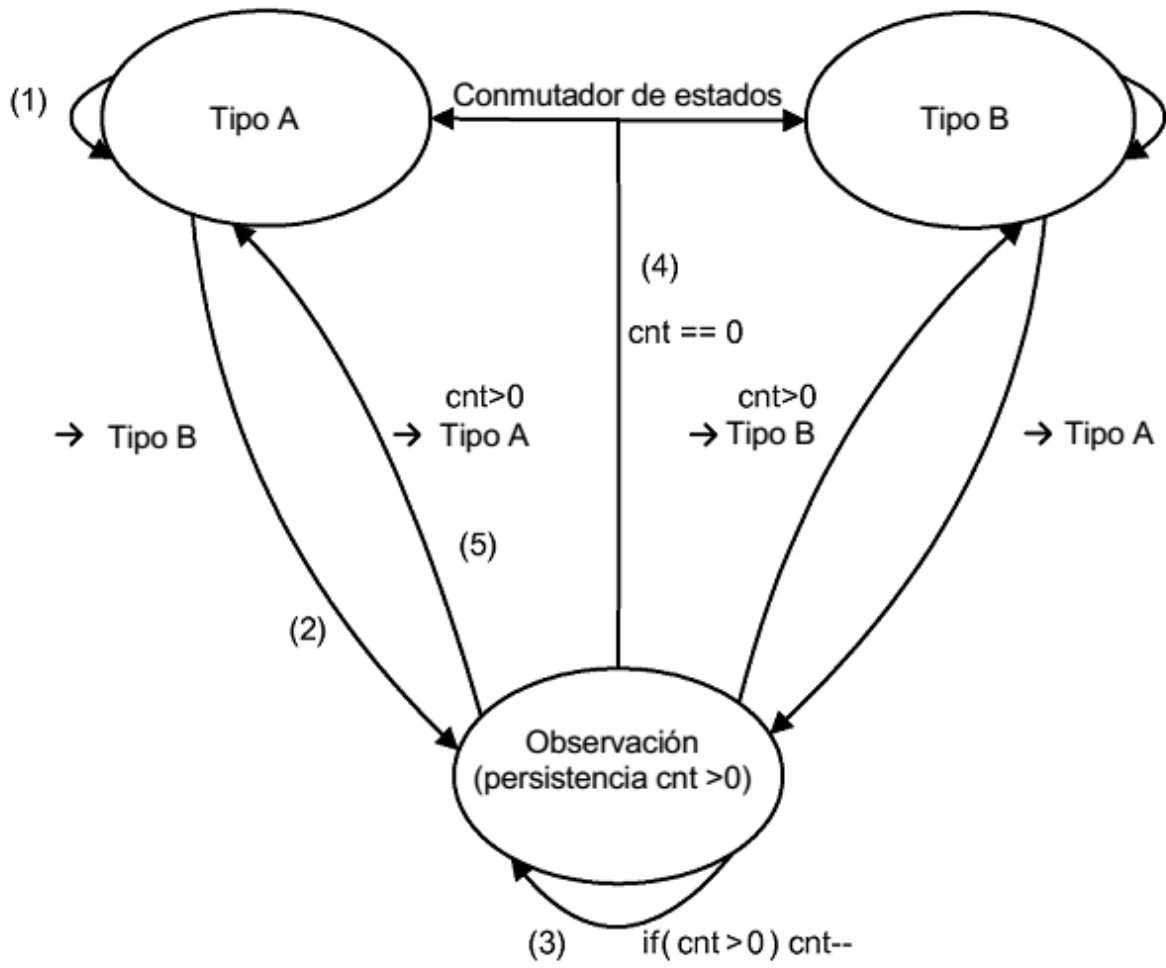 (1)
Tipo A
Conmutador de estados
Tipo B
(4)
cnt == 0
→ Tipo B
cnt>0
→ Tipo A
cnt>0
→ Tipo B
→ Tipo A
(5)
(2)
Observación
(persistencia cnt >0)
(3)
if( cnt > 0 ) cnt--